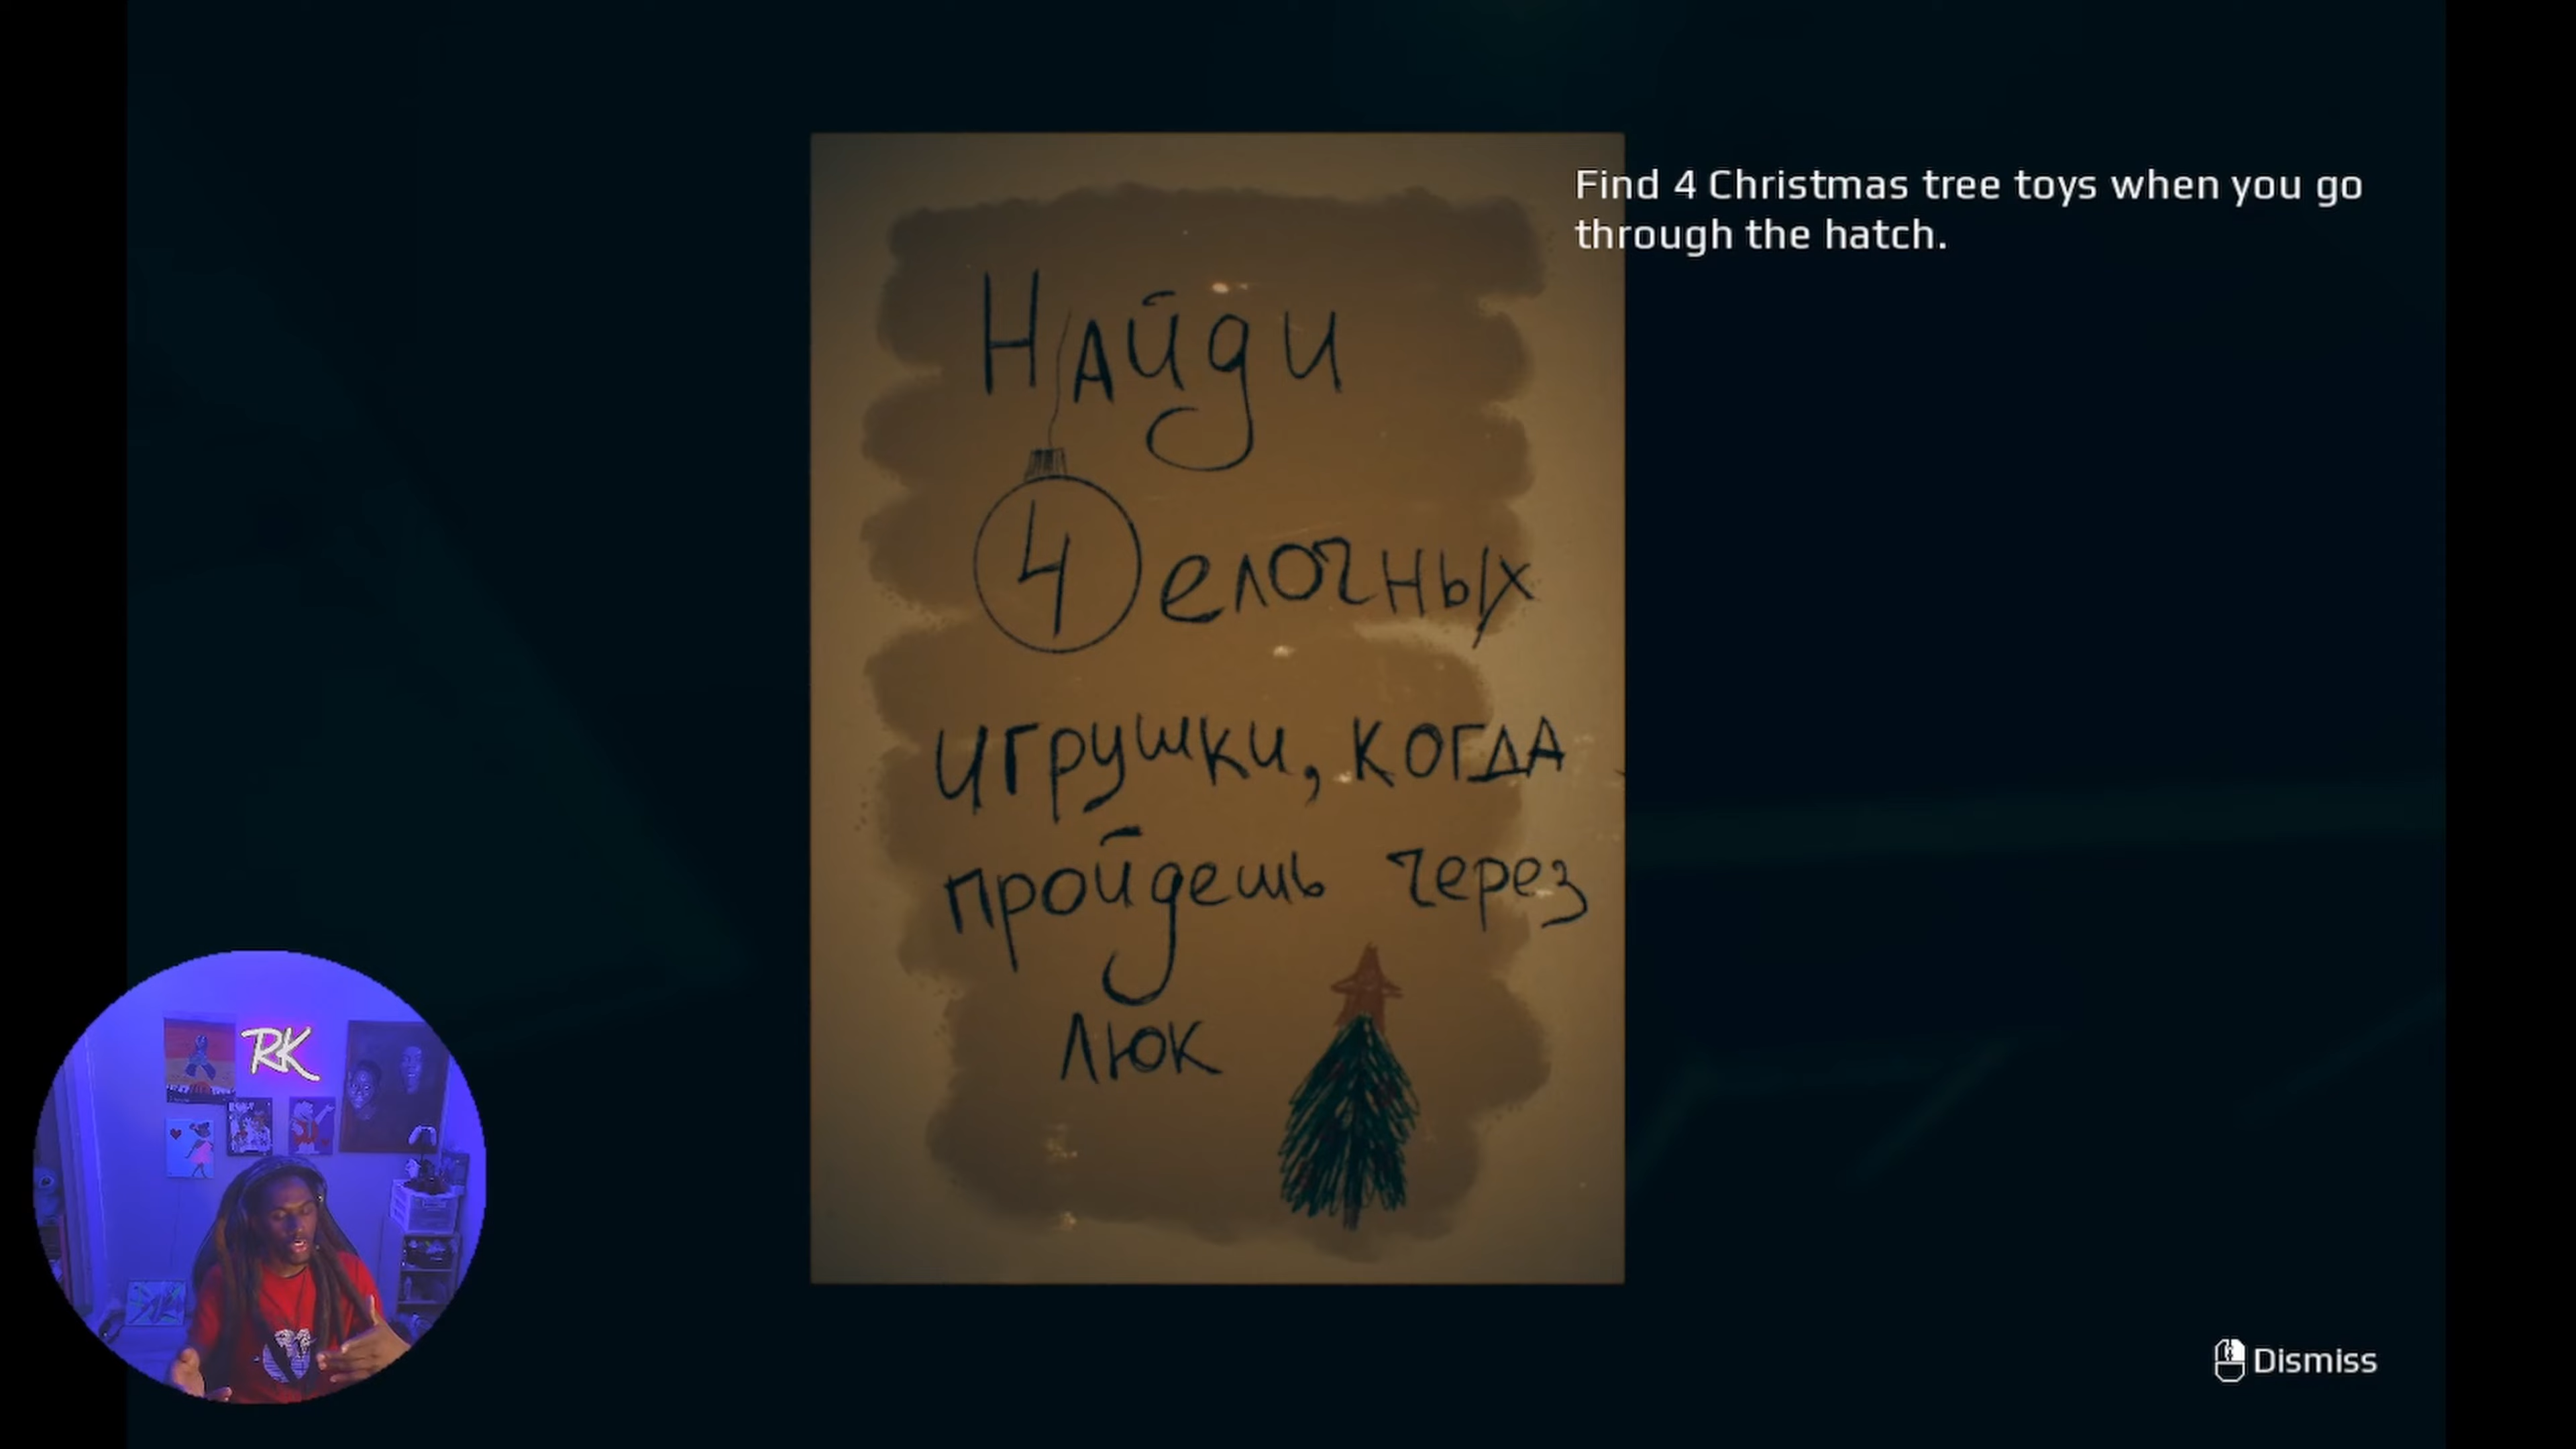 Найди
4 елочных
игрушки, когда
пройдешь через
люк
Find 4 Christmas tree toys when you go
through the hatch.
RK
Dismiss